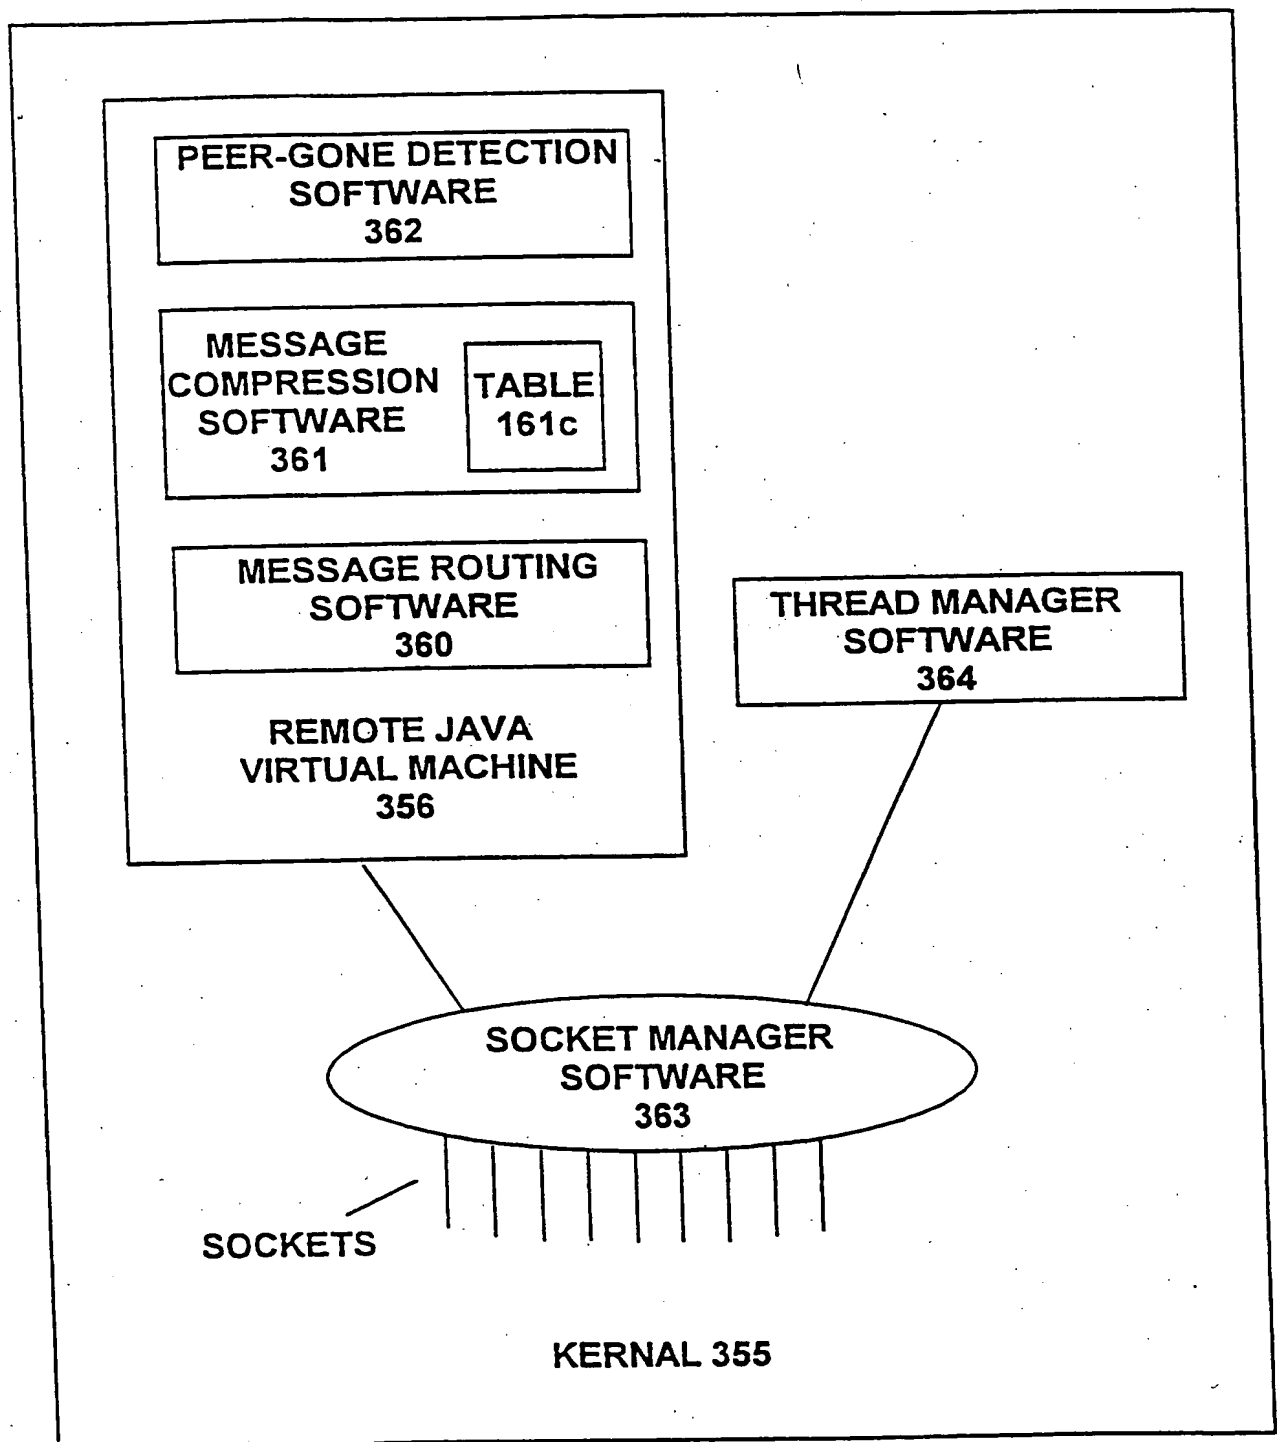 PEER-GONE DETECTION
SOFTWARE
362
MESSAGE
COMPRESSION
SOFTWARE
361
TABLE
161c
MESSAGE ROUTING
SOFTWARE
360
REMOTE JAVA
VIRTUAL MACHINE
356
THREAD MANAGER
SOFTWARE
364
SOCKET MANAGER
SOFTWARE
363
SOCKETS
KERNAL 355